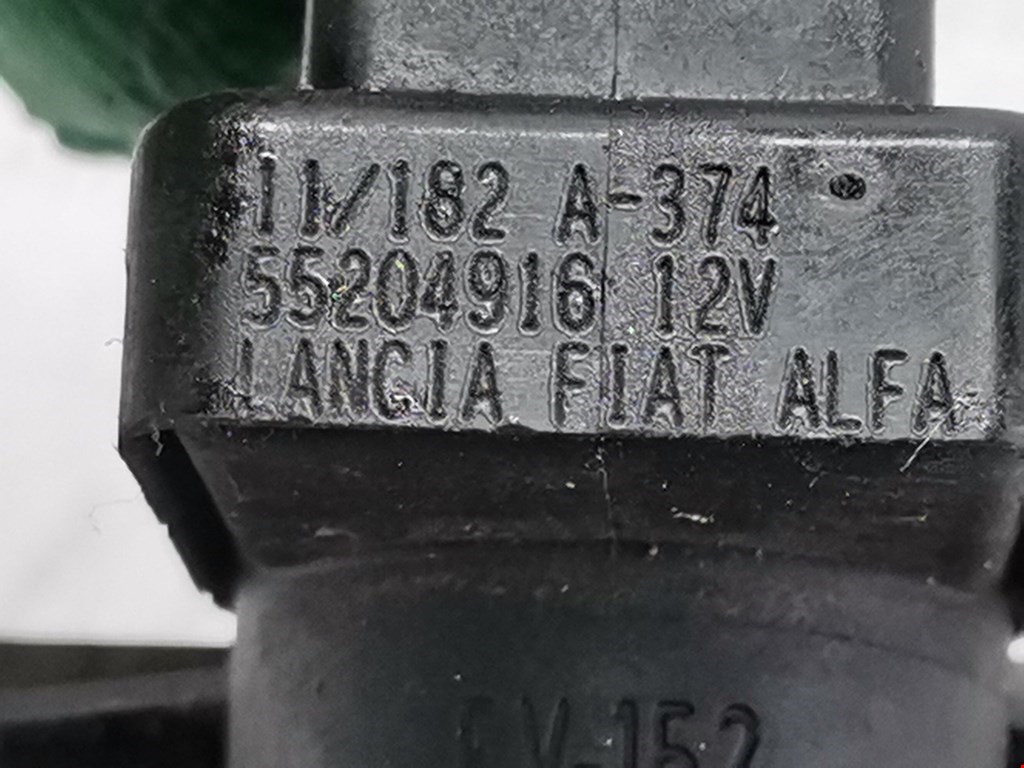 11/182 A-374
55204916 12V
LANCIA FIAT ALFA